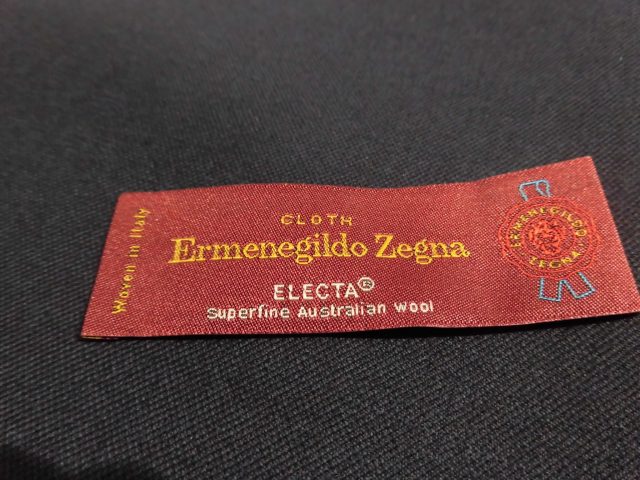 Woven in Italy
CLOTH
Ermenegildo Zegna
ELECTA®
Superfine Australian Wool
ERMENEGILDO
ZEGNA